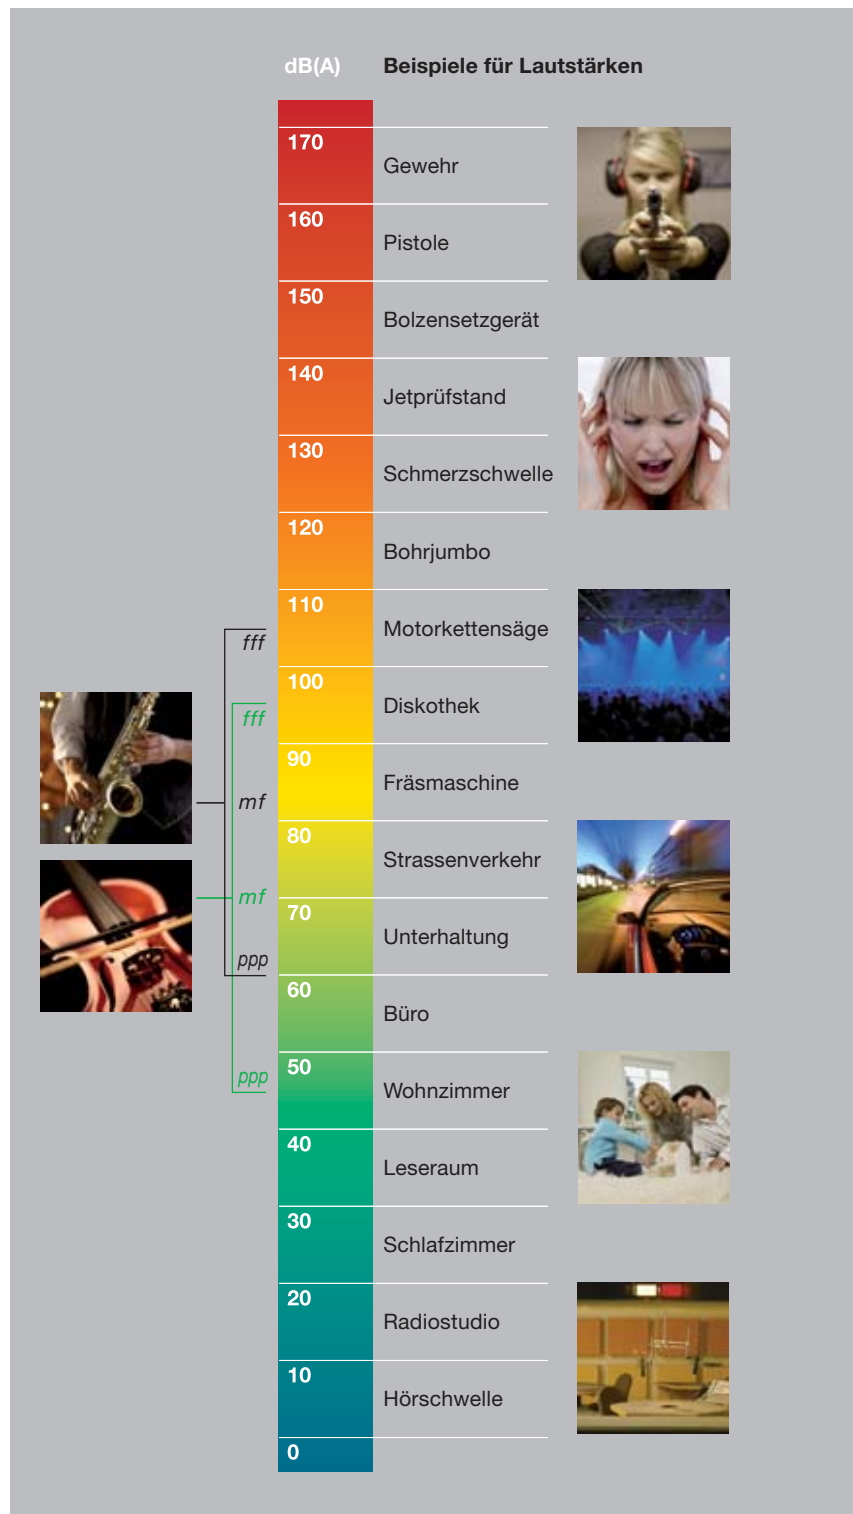 dB(A) Beispiele für Lautstärken
170
Gewehr
160
Pistole
150
Bolzensetzgerät
140
Jetprüfstand
130
Schmerzschwelle
120
Bohrjumbo
110
Motorkettensäge
fff
100
Diskothek
fff
90
Fräsmaschine
mf
80
Strassenverkehr
mf
70
Unterhaltung
ppp
60
Büro
50
ppp
Wohnzimmer
40
Leseraum
30
Schlafzimmer
20
Radiostudio
10
Hörschwelle
0